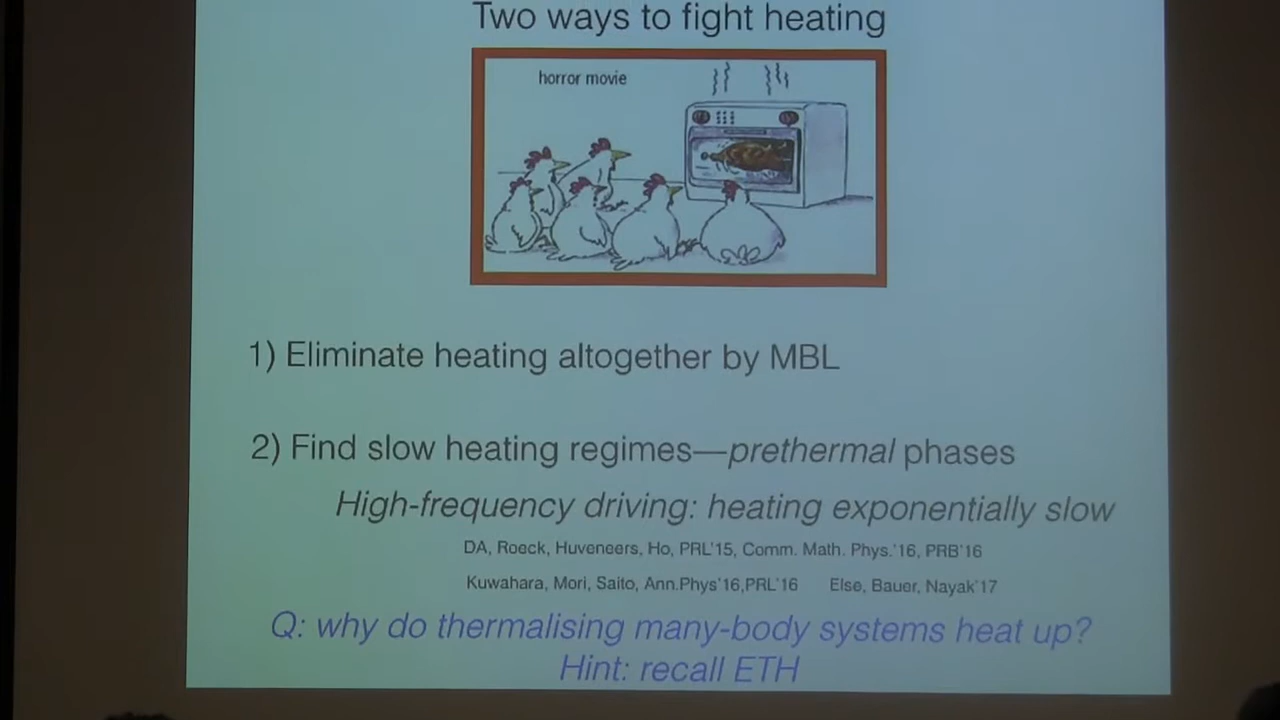 Two ways to fight heating
horror movie
1) Eliminate heating altogether by MBL
2) Find slow heating regimes—prethermal phases
High-frequency driving: heating exponentially slow
DA, Roeck, Huveneers, Ho, PRL'15, Comm. Math. Phys.'16, PRB'16
Kuwahara, Mori, Saito, Ann.Phys'16,PRL'16 Else, Bauer, Nayak'17
Q: why do thermalising many-body systems heat up?
Hint: recall ETH